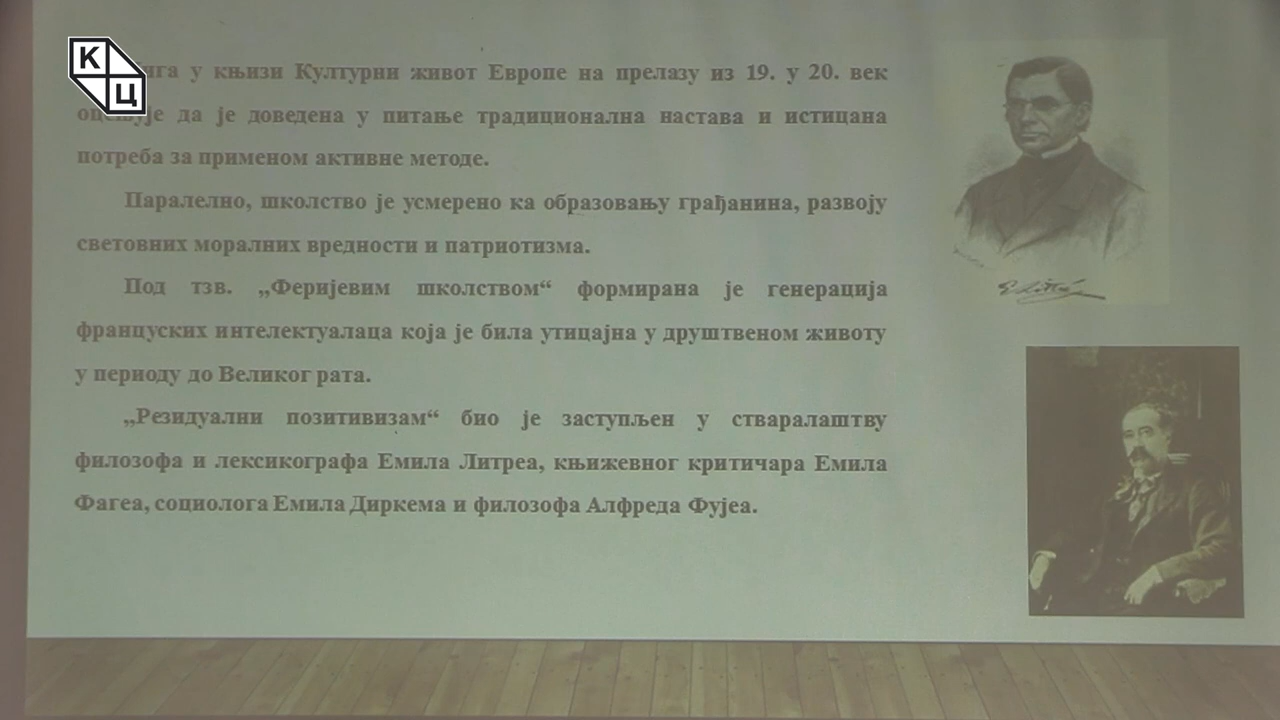 К
Ц
у књизи Културни живот Европе на прелазу из 19. у 20. век
да је доведена у питање традиционална настава и истицана
потреба за применом активне методе.
Паралелно, школство је усмерено ка образовању грађанина, развоју
световних моралних вредности и патриотизма.
Под тзв. „Феријевим школством“ формирана је генерација
француских интелектуалаца која је била утицајна у друштвеном животу
у периоду до Великог рата.
„Резидуални позитивизам“ био је заступљен у стваралаштву
филозофа и лексикографа Емила Литреа, књижевног критичара Емила
Фагеа, социолога Емила Диркема и филозофа Алфреда Фујеа.